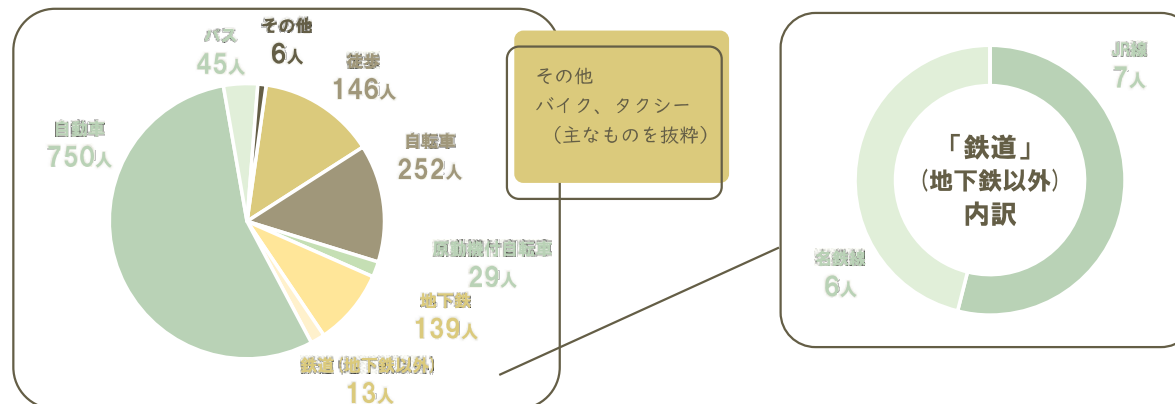 バス
45人
その他
6人
徒歩
146人
自転車
252人
原動機付自転車
29人
地下鉄
139人
鉄道(地下鉄以外)
13人
自動車
750人
その他
バイク、タクシー
(主なものを抜粋)
「鉄道」
(地下鉄以外)
内訳
JR線
7人
名鉄線
6人